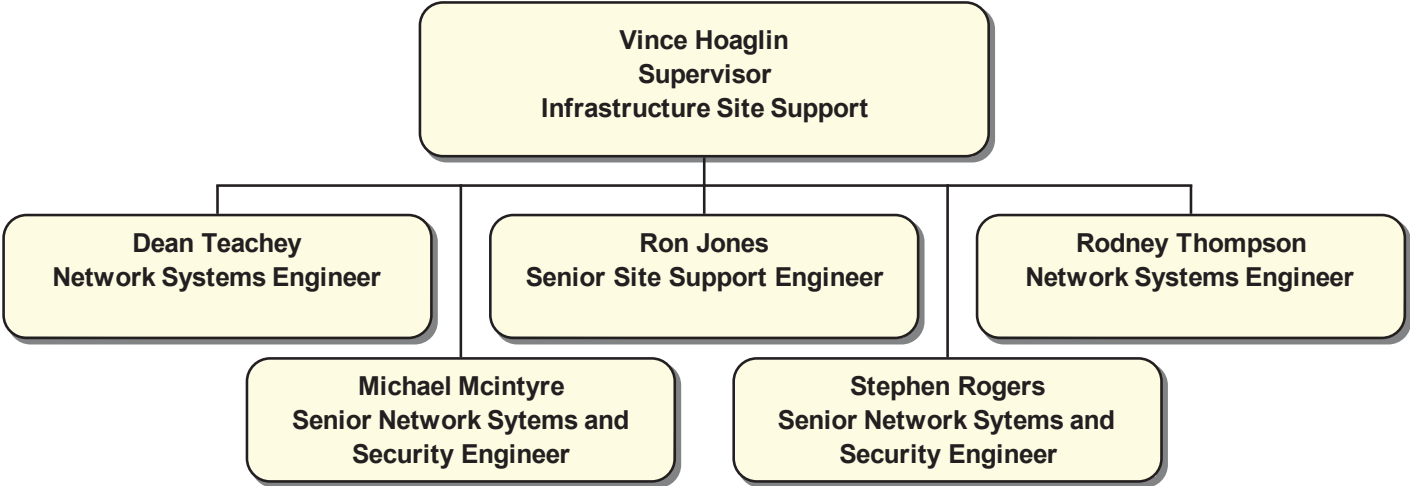 Vince Hoaglin
Supervisor
Infrastructure Site Support
Dean Teachey
Network Systems Engineer
Ron Jones
Senior Site Support Engineer
Rodney Thompson
Network Systems Engineer
Michael Mcintyre
Senior Network Sytems and
Security Engineer
Stephen Rogers
Senior Network Sytems and
Security Engineer